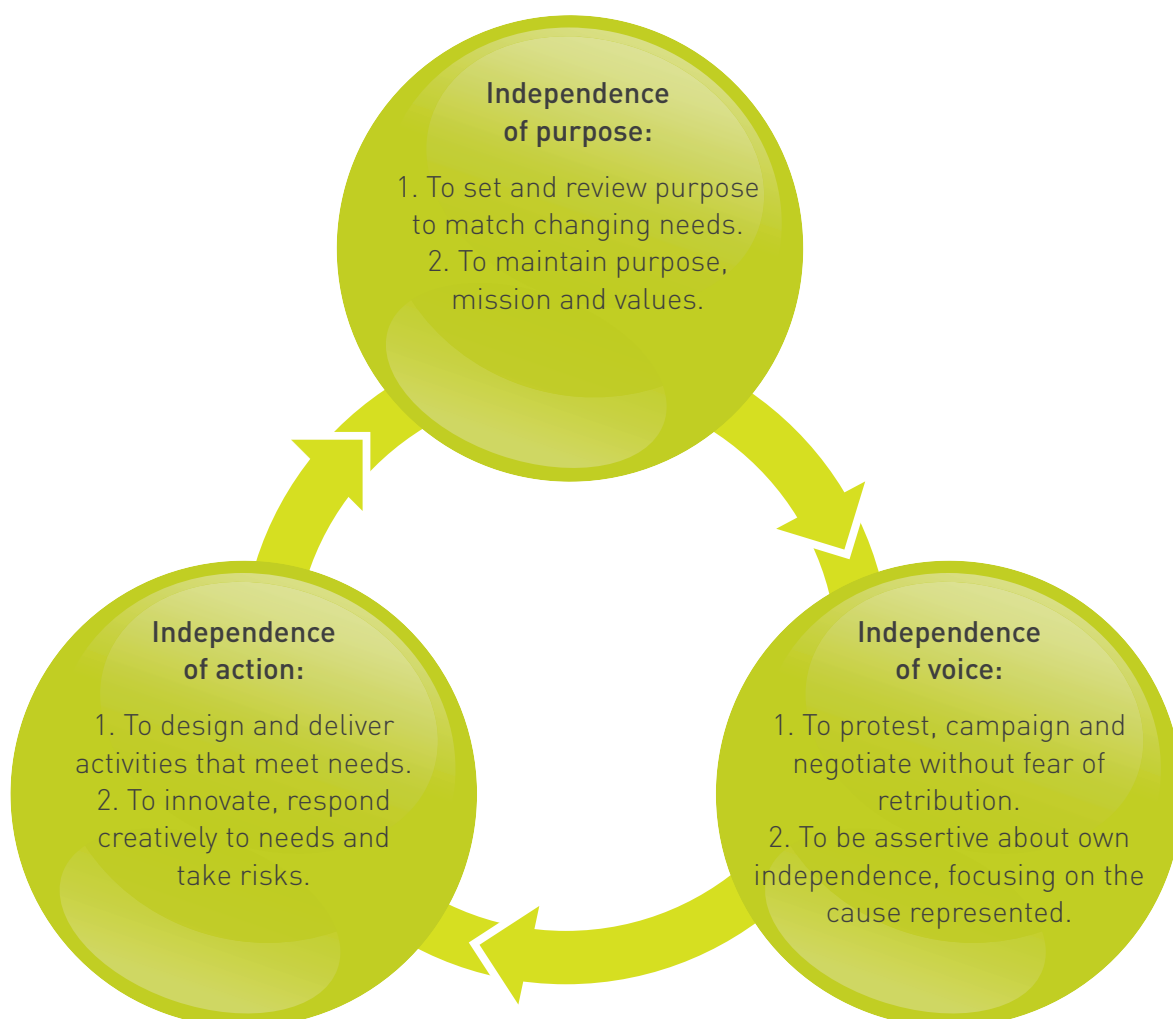 Independence
of purpose:
1. To set and review purpose
to match changing needs.
2. To maintain purpose,
mission and values.
Independence
of action:
1. To design and deliver
activities that meet needs.
2. To innovate, respond
creatively to needs and
take risks.
Independence
of voice:
1. To protest, campaign and
negotiate without fear of
retribution.
2. To be assertive about own
independence, focusing on the
cause represented.